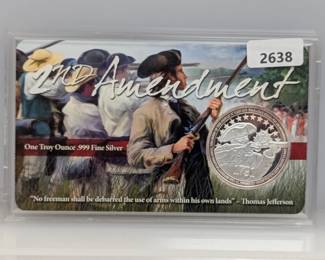 2638
2ND Amendment
One Troy Ounce .999 Fine Silver
"No freeman shall be debarred the use of arms within his own lands" – Thomas Jefferson